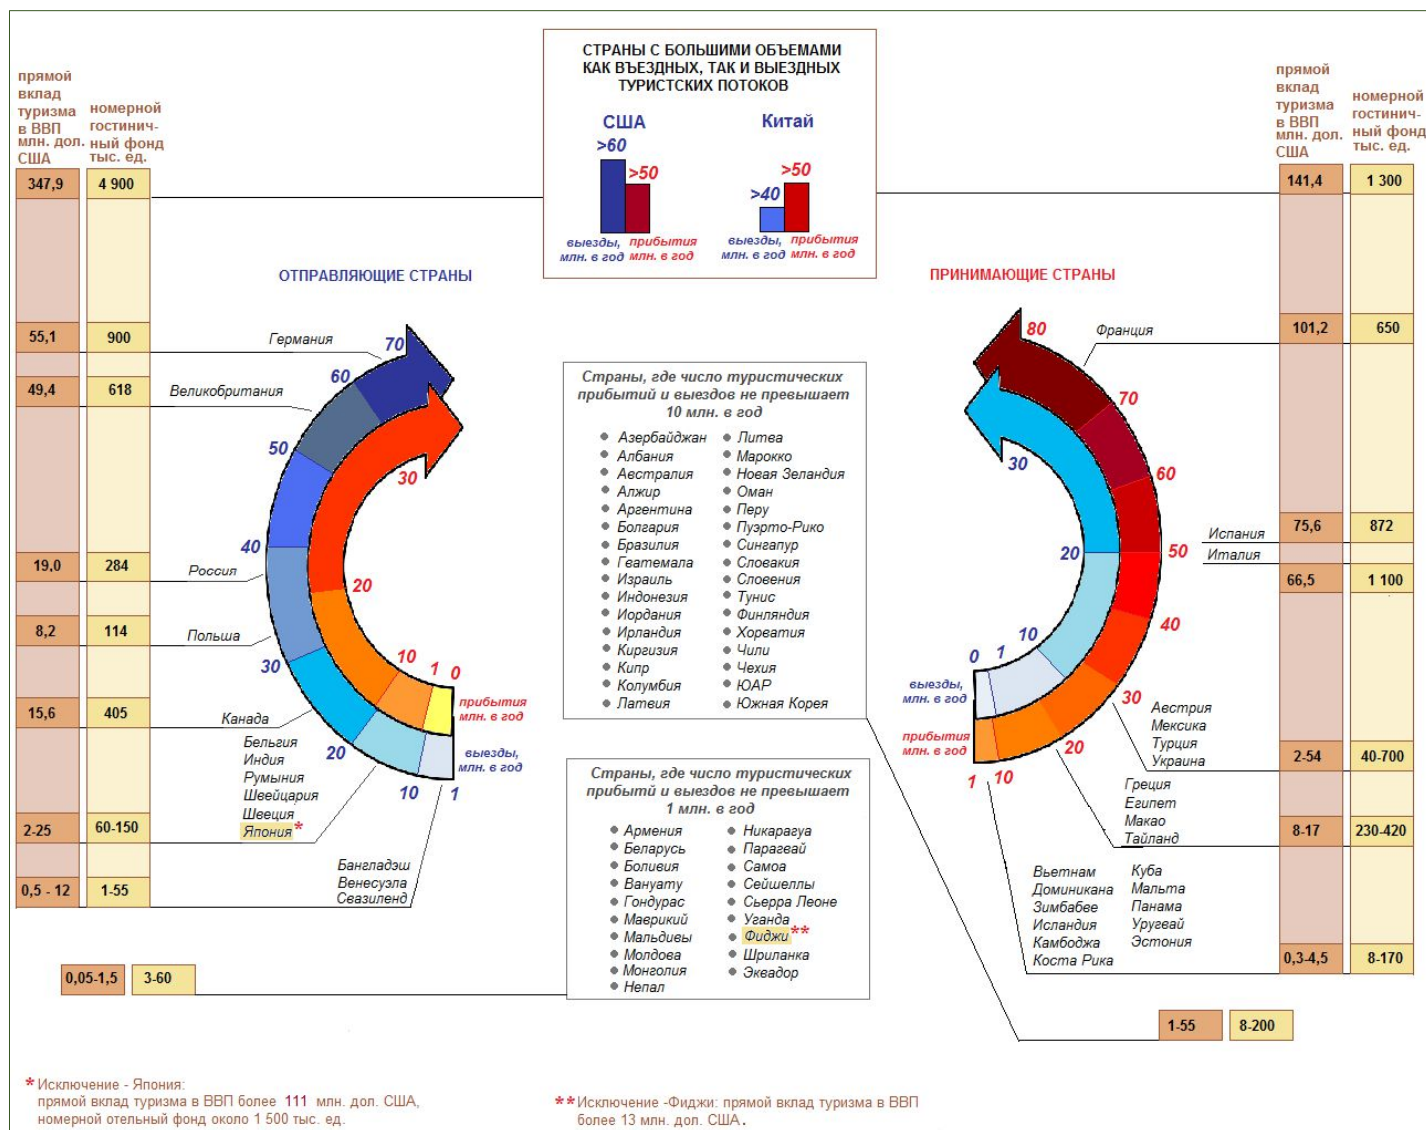 СТРАНЫ С БОЛЬШИМИ ОБЪЕМАМИ
КАК ВЪЕЗДНЫХ, ТАК И ВЫЕЗДНЫХ
ТУРИСТСКИХ ПОТОКОВ
США
>60
>50
выезды,
млн. в год
прибытия
млн. в год
Китай
>40
>50
выезды,
млн. в год
прибытия
млн. в год
прямой
вклад
туризма
в ВВП
млн. дол.
США
номерной
гостинич-
ный фонд
тыс. ед.
347,9
4 900
55,1
900
49,4
618
19,0
284
8,2
114
15,6
405
2-25
60-150
0,5 - 12
1-55
0,05-1,5
3-60
ОТПРАВЛЯЮЩИЕ СТРАНЫ
Германия
Великобритания
Россия
Польша
Канада
Бельгия
Индия
Румыния
Швейцария
Швеция
Япония*
Бангладэш
Венесуэла
Свазиленд
70
60
50
40
30
20
10
1
30
20
10
1
0
прибытия
млн. в год
выезды,
млн. в год
Страны, где число туристических
прибытий и выездов не превышает
10 млн. в год
Азербайджан
Албания
Австралия
Алжир
Аргентина
Болгария
Бразилия
Гватемала
Израиль
Индонезия
Иордания
Ирландия
Киргизия
Кипр
Колумбия
Латвия
Литва
Марокко
Новая Зеландия
Оман
Перу
Пуэрто-Рико
Сингапур
Словакия
Словения
Тунис
Финляндия
Хорватия
Чили
Чехия
ЮАР
Южная Корея
Страны, где число туристических
прибытй и выездов не превышает
1 млн. в год
Армения
Беларусь
Боливия
Вануату
Гондурас
Маврикий
Мальдивы
Молдова
Монголия
Непал
Никарагуа
Парагвай
Самоа
Сейшеллы
Сьерра Леоне
Уганда
Фиджи**
Шриланка
Эквадор
ПРИНИМАЮЩИЕ СТРАНЫ
80
70
60
50
40
30
20
10
1
30
20
10
1
0
выезды,
млн. в год
прибытия
млн. в год
Франция
Испания
Италия
Австрия
Мексика
Турция
Украина
Греция
Египет
Макао
Тайланд
Вьетнам
Доминикана
Зимбабве
Исландия
Камбоджа
Коста Рика
Куба
Мальта
Панама
Уругвай
Эстония
прямой
вклад
туризма
в ВВП
млн. дол.
США
номерной
гостинич-
ный фонд
тыс. ед.
141,4
1 300
101,2
650
75,6
872
66,5
1 100
2-54
40-700
8-17
230-420
0,3-4,5
8-170
1-55
8-200
* Исключение - Япония:
прямой вклад туризма в ВВП более 111 млн. дол. США,
номерной отельный фонд около 1 500 тыс. ед.
** Исключение -Фиджи: прямой вклад туризма в ВВП
более 13 млн. дол. США.